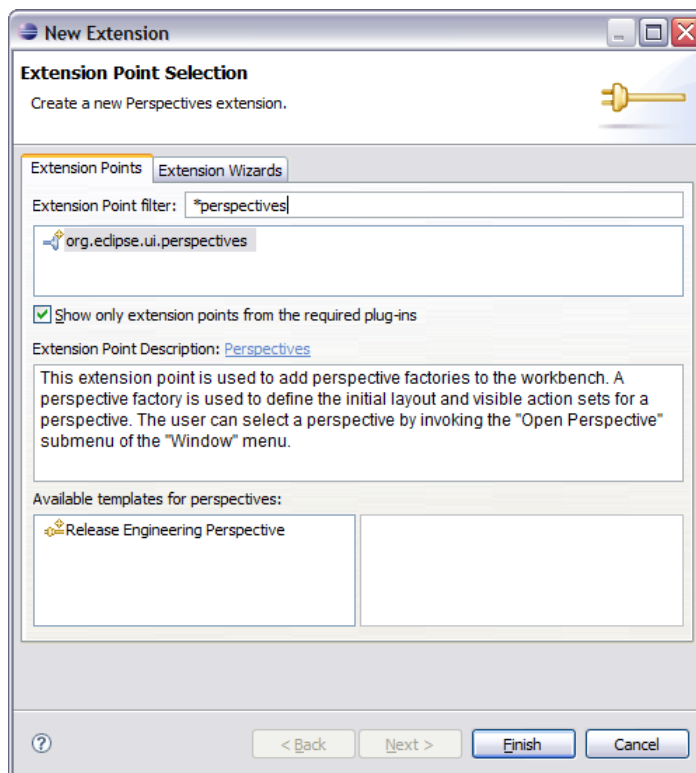 New Extension
Extension Point Selection
Create a new Perspectives extension.
Extension Points Extension Wizards
Extension Point filter: *perspectives
org.eclipse.ui.perspectives
Show only extension points from the required plug-ins
Extension Point Description: Perspectives
This extension point is used to add perspective factories to the workbench. A
perspective factory is used to define the initial layout and visible action sets for a
perspective. The user can select a perspective by invoking the "Open Perspective"
submenu of the "Window" menu.
Available templates for perspectives:
Release Engineering Perspective
? < Back Next > Finish Cancel